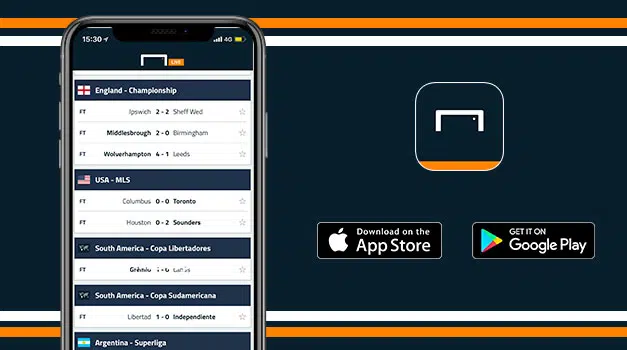 15:30
4G
LIVE
England - Championship
FT Ipswich 2 - 2 Sheff Wed
FT Middlesbrough 2 - 0 Birmingham
FT Wolverhampton 4 - 1 Leeds
USA - MLS
FT Columbus 0 - 0 Toronto
FT Houston 0 - 2 Sounders
South America - Copa Libertadores
FT Grêmio
South America - Copa Sudamericana
FT Libertad 1 - 0 Independiente
Argentina - Superliga
Download on the
App Store
GET IT ON
Google Play